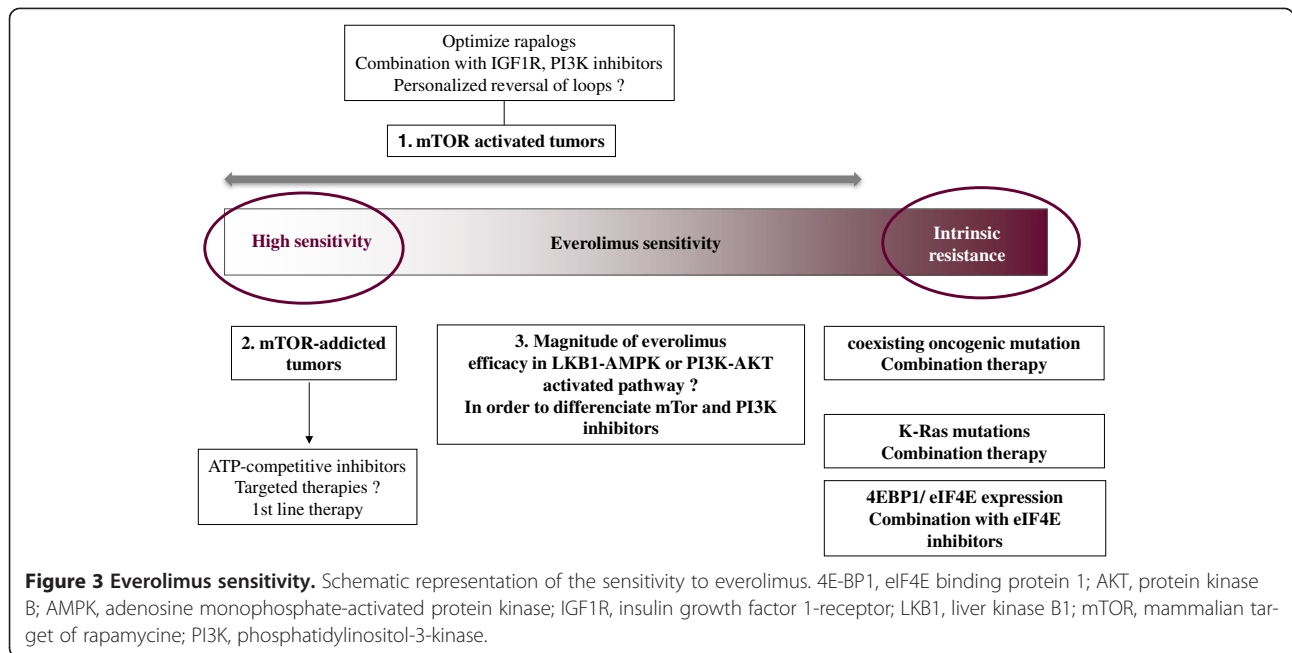 Optimize rapalogs
Combination with IGF1R, PI3K inhibitors
Personalized reversal of loops ?
1. mTOR activated tumors
High sensitivity
Everolimus sensitivity
Intrinsic
resistance
2. mTOR-addicted
tumors
ATP-competitive inhibitors
Targeted therapies ?
1st line therapy
3. Magnitude of everolimus
efficacy in LKB1-AMPK or PI3K-AKT
activated pathway ?
In order to differenciate mTor and PI3K
inhibitors
coexisting oncogenic mutation
Combination therapy
K-Ras mutations
Combination therapy
4EBP1/ eIF4E expression
Combination with eIF4E
inhibitors
Figure 3 Everolimus sensitivity. Schematic representation of the sensitivity to everolimus. 4E-BP1, eIF4E binding protein 1; AKT, protein kinase
B; AMPK, adenosine monophosphate-activated protein kinase; IGF1R, insulin growth factor 1-receptor; LKB1, liver kinase B1; mTOR, mammalian tar-
get of rapamycine; PI3K, phosphatidylinositol-3-kinase.